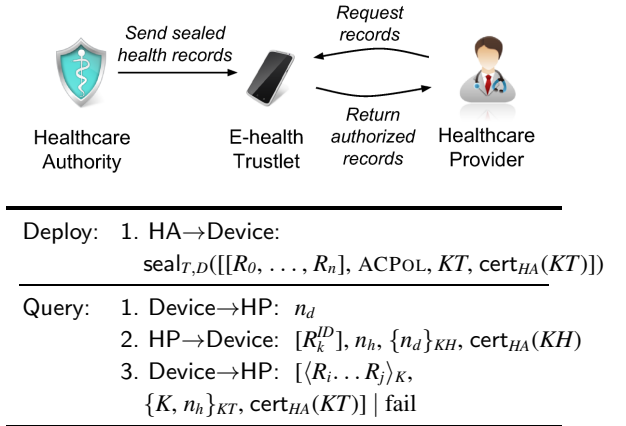 Send sealed
health records
Request
records
Return
authorized
records
Healthcare
Authority
E-health
Trustlet
Healthcare
Provider
Deploy: 1. HA→Device:
seal_{T,D}([[R_0, . . . , R_n], ACPOL, KT, cert_{HA}(KT)])
Query: 1. Device→HP: n_d
2. HP→Device: [R_k^{ID}], n_h, {n_d}_{KH}, cert_{HA}(KH)
3. Device→HP: [⟨R_i . . . R_j⟩_K,
{K, n_h}_{KT}, cert_{HA}(KT)] | fail